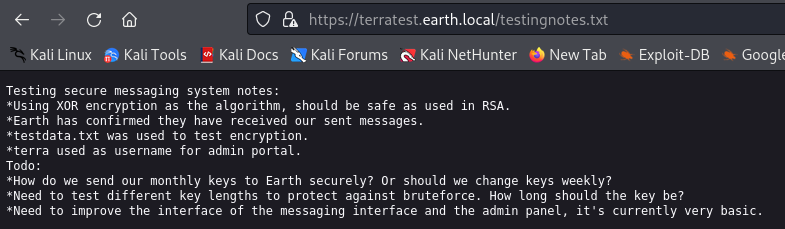 https://terratest.earth.local/testingnotes.txt
Kali Linux Kali Tools Kali Docs Kali Forums Kali NetHunter New Tab Exploit-DB Google
Testing secure messaging system notes:
*Using XOR encryption as the algorithm, should be safe as used in RSA.
*Earth has confirmed they have received our sent messages.
*testdata.txt was used to test encryption.
*terra used as username for admin portal.
Todo:
*How do we send our monthly keys to Earth securely? Or should we change keys weekly?
*Need to test different key lengths to protect against bruteforce. How long should the key be?
*Need to improve the interface of the messaging interface and the admin panel, it's currently very basic.